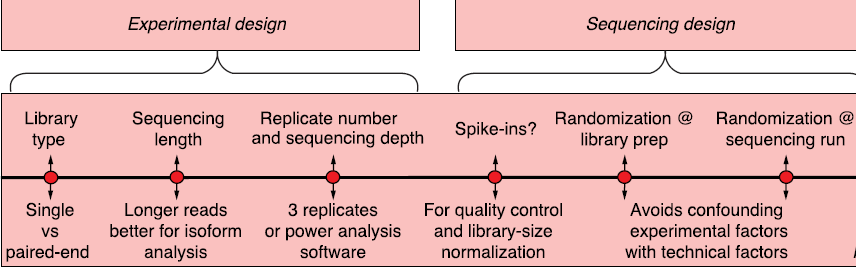 Experimental design
Sequencing design
Library
type
Sequencing
length
Replicate number
and sequencing depth
Spike-ins?
Randomization @
library prep
Randomization @
sequencing run
Single
vs
paired-end
Longer reads
better for isoform
analysis
3 replicates
or power analysis
software
For quality control
and library-size
normalization
Avoids confounding
experimental factors
with technical factors